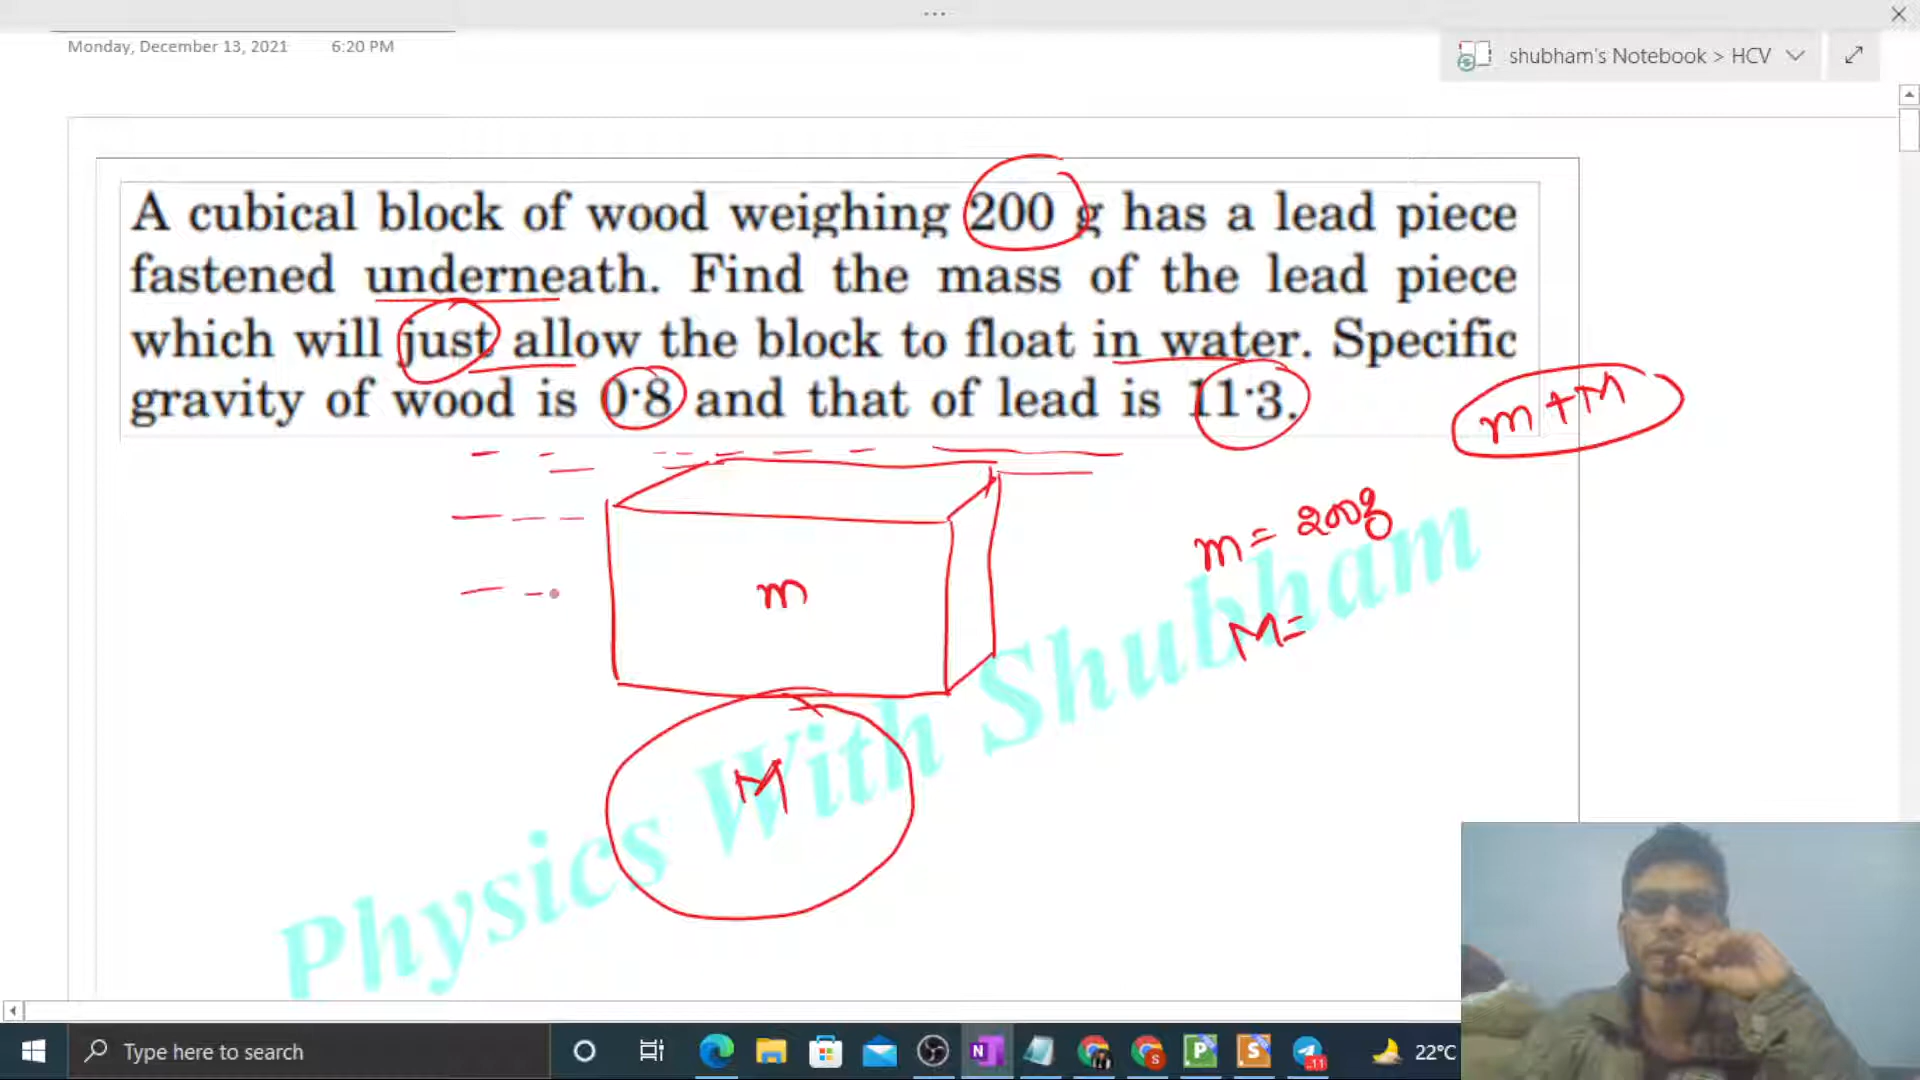 Monday, December 13, 2021 6:20 PM
shubham's Notebook > HCV
A cubical block of wood weighing 200 g has a lead piece
fastened underneath. Find the mass of the lead piece
which will just allow the block to float in water. Specific
gravity of wood is 0·8 and that of lead is 11·3.
m + M
m = 200g
m
M =
M
Physics With Shubham
Type here to search
22°C